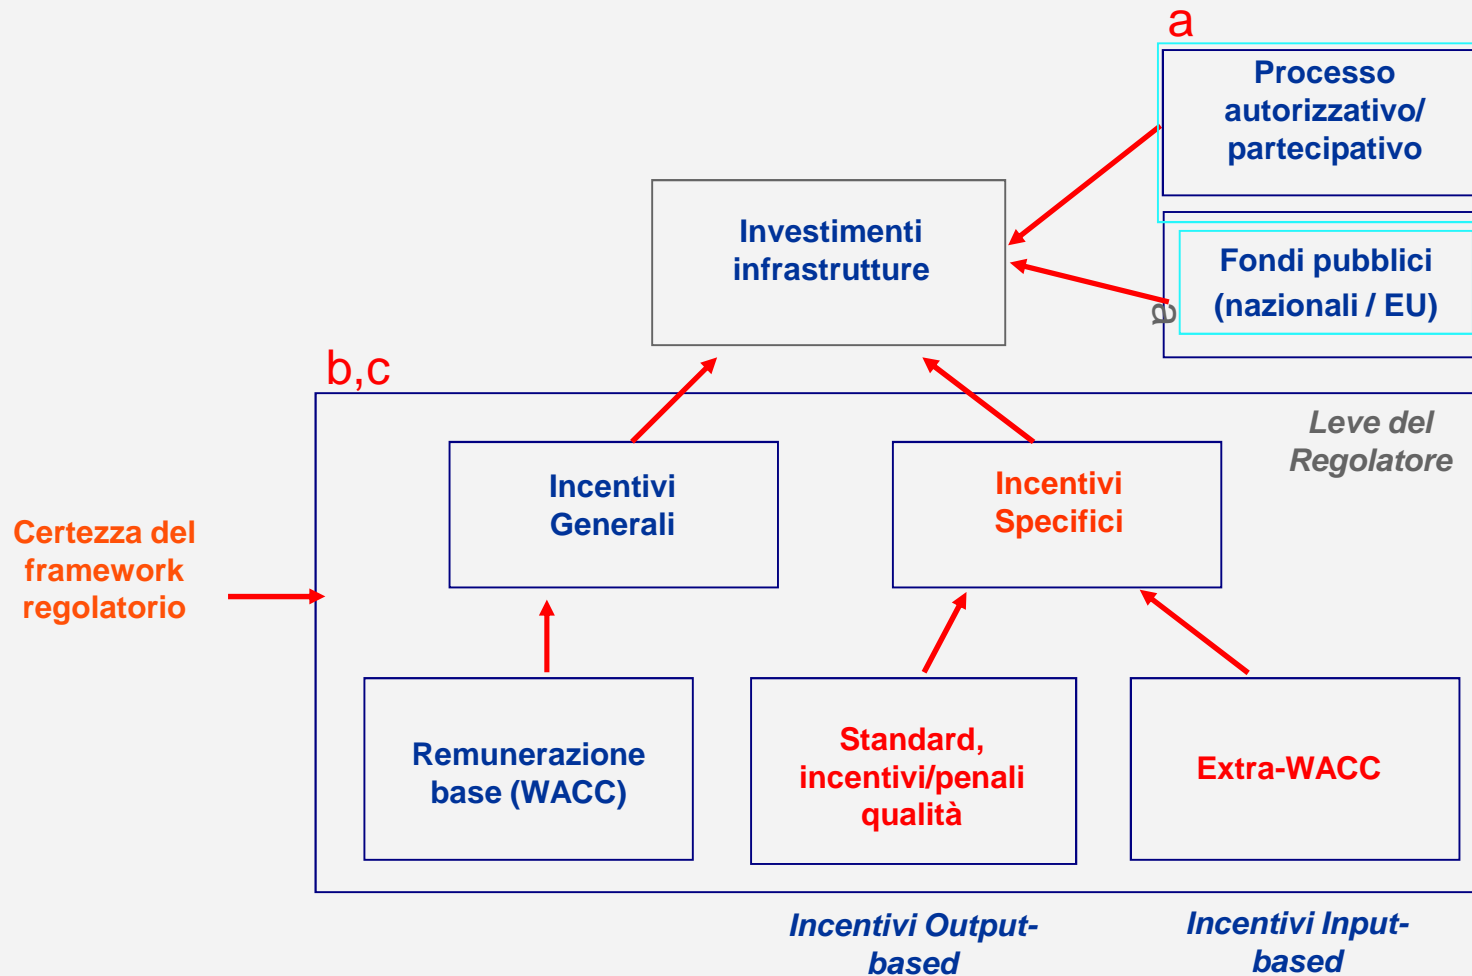 a
Processo
autorizzativo/
partecipativo
Investimenti
infrastrutture
Fondi pubblici
(nazionali / EU)
a
b,c
Leve del
Regolatore
Incentivi
Generali
Incentivi
Specifici
Certezza del
framework
regolatorio
Remunerazione
base (WACC)
Standard,
incentivi/penali
qualità
Extra-WACC
Incentivi Output-
based
Incentivi Input-
based